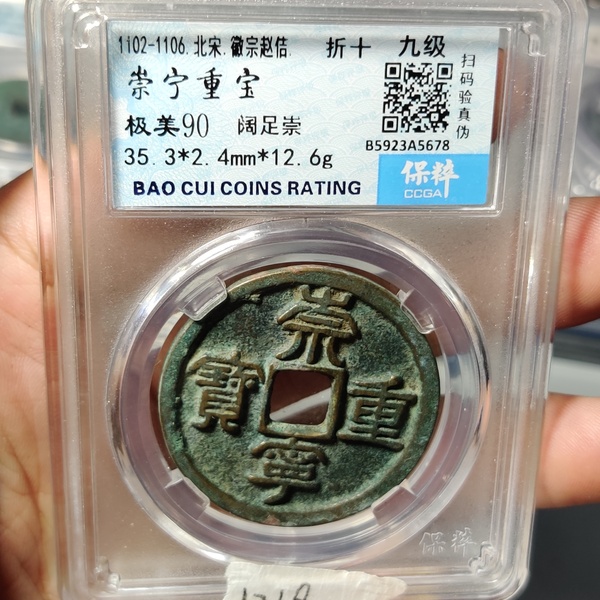 1102-1106.北宋.徽宗赵佶. 折十 九级
崇宁重宝
极美90 阔足崇
35.3*2.4mm*12.6g
BAO CUI COINS RATING
扫码验真伪
B5923A5678
保粹
CCGA
崇
寶 重
寧
保粹